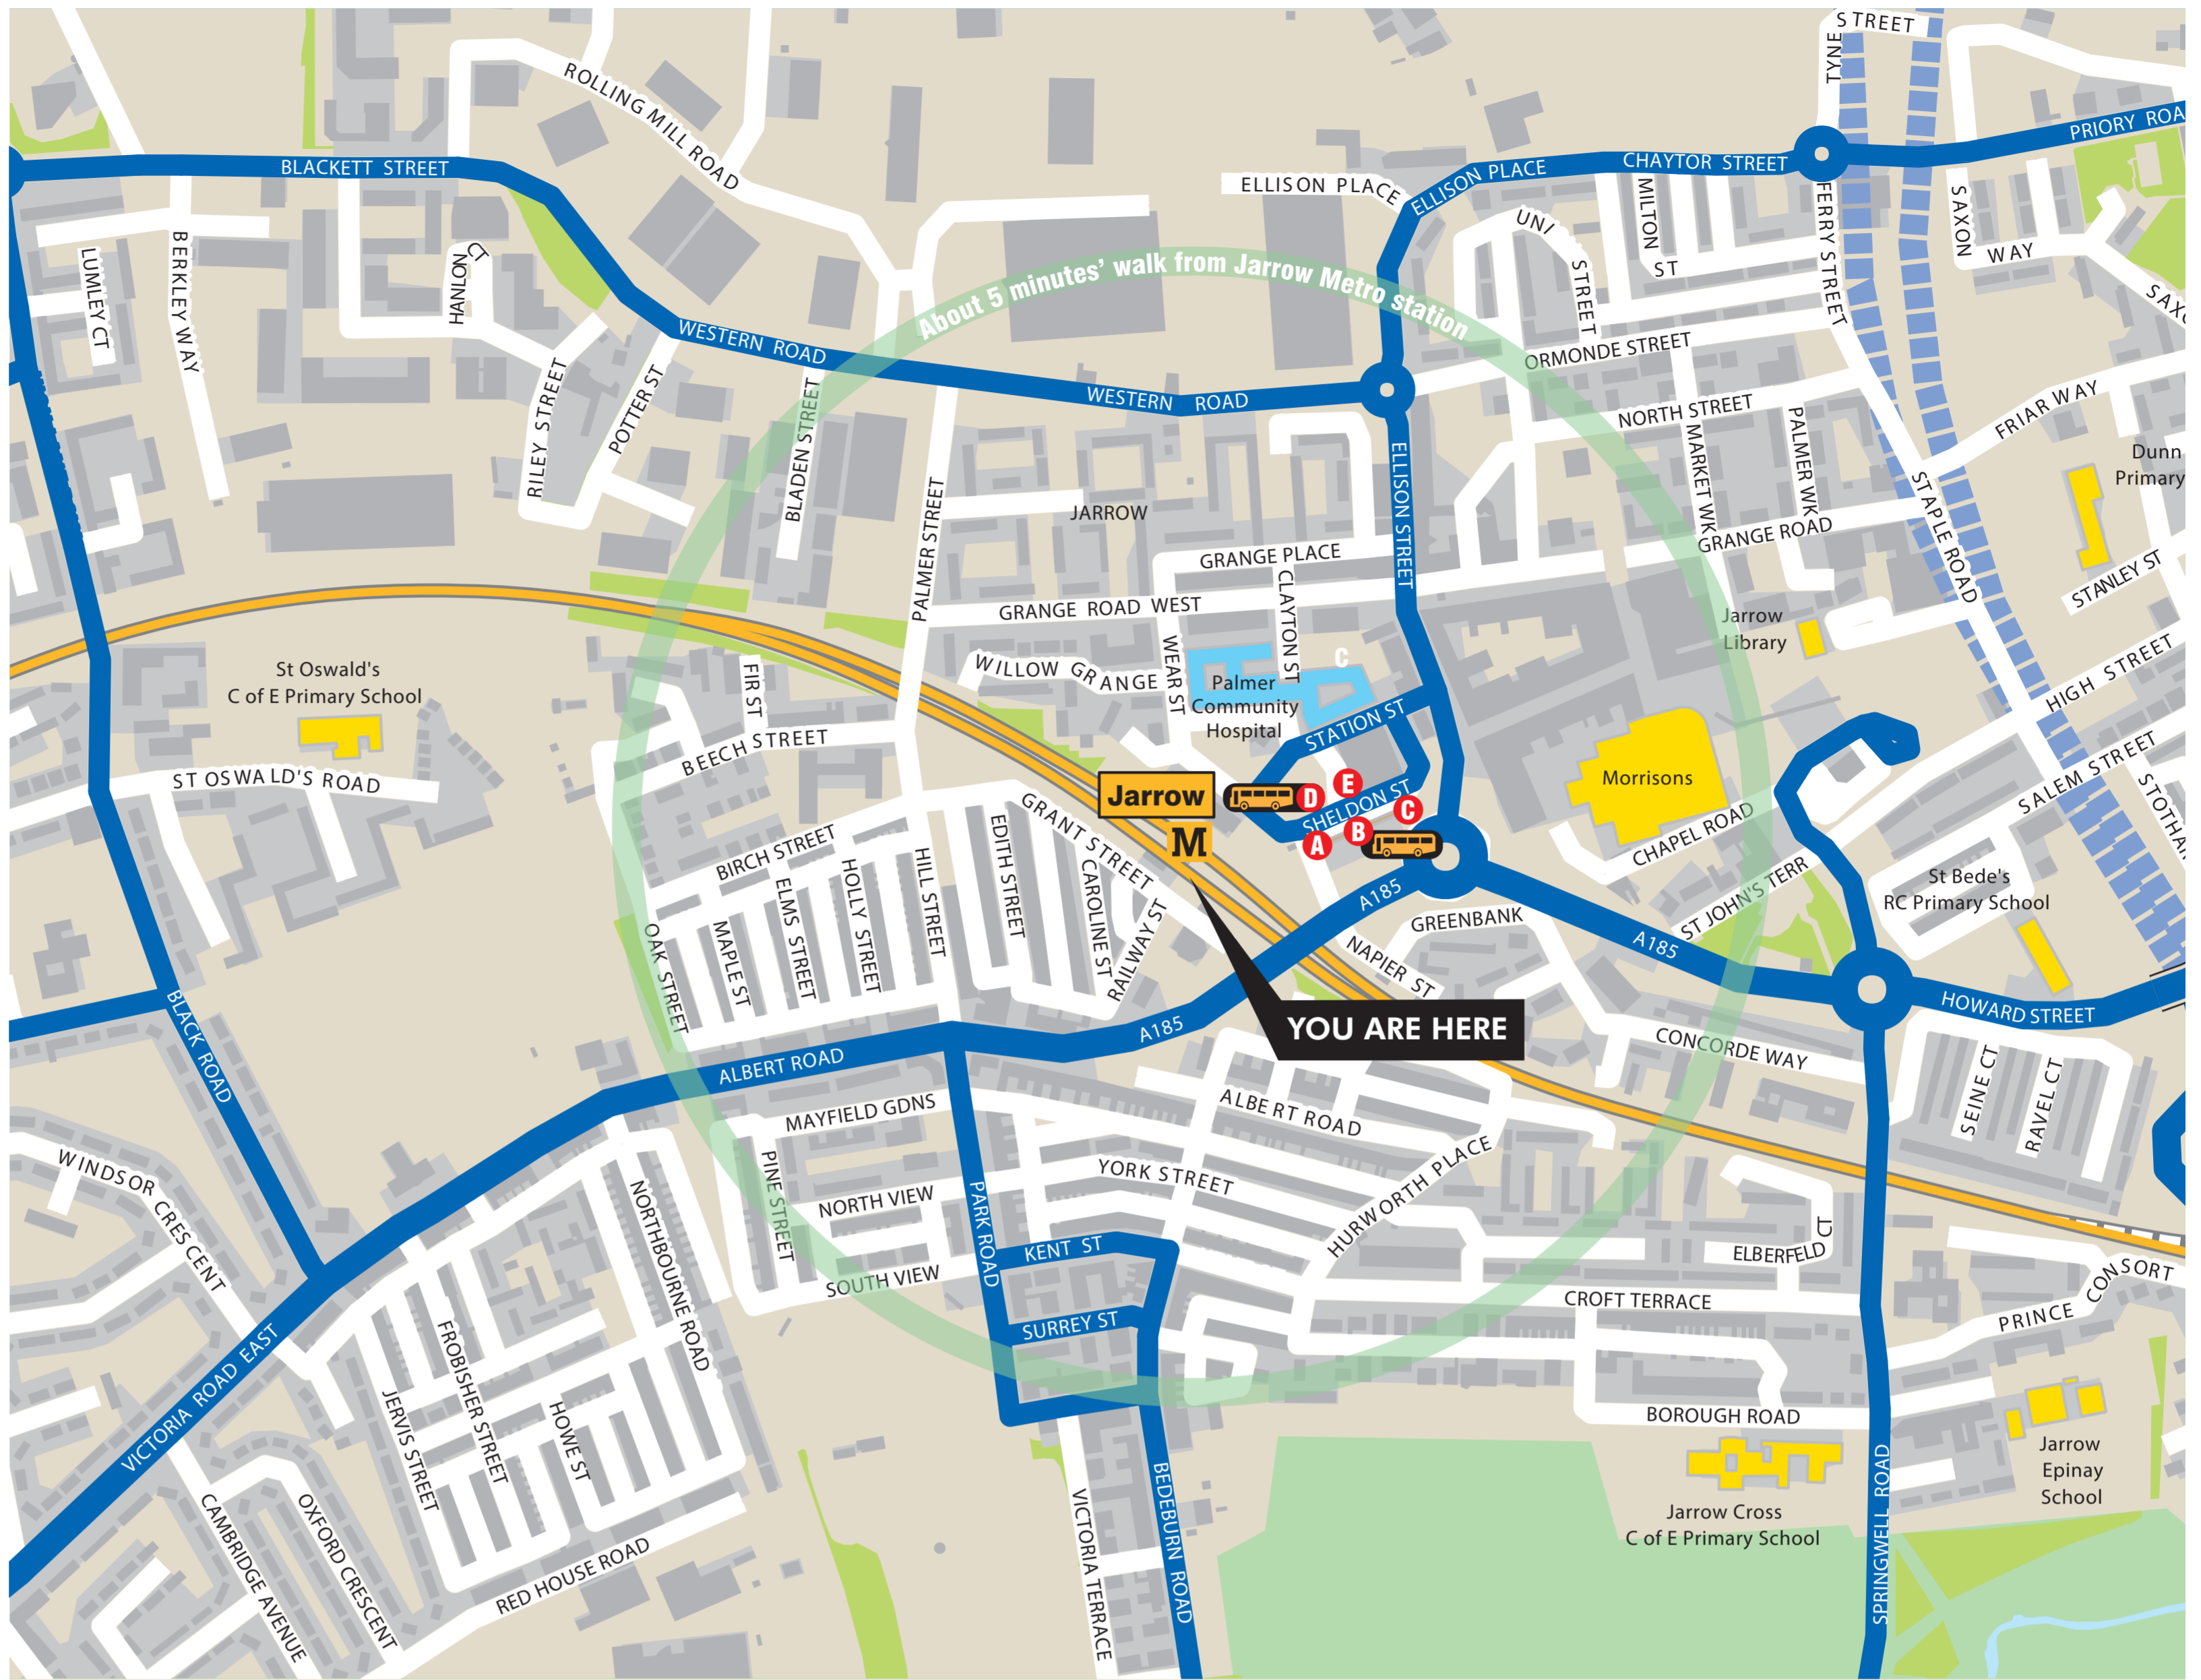 STREET
TYNE
ROLLING MILL ROAD
PRIORY ROA
BLACKETT STREET
ELLISON PLACE
ELLISON PLACE
CHAYTOR STREET
MILTON
ST
UNI
STREET
FERRY STREET
SAXON
WAY
SAXO
LUMLEY CT
BERKLEY WAY
HANLON
CT
About 5 minutes' walk from Jarrow Metro station
WESTERN ROAD
WESTERN ROAD
ORMONDE STREET
RILEY STREET
POTTER ST
BLADEN STREET
NORTH STREET
MARKET WK
PALMER WK
FRIAR WAY
Dunn
Primary
PALMER STREET
JARROW
ELLISON STREET
GRANGE PLACE
GRANGE ROAD
STAPLE ROAD
STANLEY ST
GRANGE ROAD WEST
CLAYTON ST
WEAR ST
WILLOW GRANGE
Jarrow
Library
St Oswald's
C of E Primary School
FIR ST
C
Palmer
Community
Hospital
STATION ST
HIGH STREET
BEECH STREET
ST OSWALD'S ROAD
Morrisons
SALEM STREET
STOTHA
Jarrow
M
D
E
SHELDON ST
C
B
A
CHAPEL ROAD
GRANT STREET
BIRCH STREET
EDITH STREET
CAROLINE ST
RAILWAY ST
HILL STREET
HOLLY STREET
ELMS STREET
MAPLE ST
OAK STREET
ST JOHN'S TERR
St Bede's
RC Primary School
A185
GREENBANK
NAPIER ST
A185
BLACK ROAD
YOU ARE HERE
A185
HOWARD STREET
CONCORDE WAY
SEINE CT
RAVEL CT
ALBERT ROAD
MAYFIELD GDNS
ALBERT ROAD
WINDSOR CRESCENT
PINE STREET
NORTH VIEW
YORK STREET
HURWORTH PLACE
NORTHBOURNE ROAD
PARK ROAD
KENT ST
ELBERFELD CT
SOUTH VIEW
SURREY ST
CROFT TERRACE
PRINCE CONSORT
VICTORIA ROAD EAST
FROBISHER STREET
JERVIS STREET
HOWE ST
BOROUGH ROAD
Jarrow
Epinay
School
Jarrow Cross
C of E Primary School
SPRINGWELL ROAD
BEDEBURN ROAD
VICTORIA TERRACE
CAMBRIDGE AVENUE
OXFORD CRESCENT
RED HOUSE ROAD